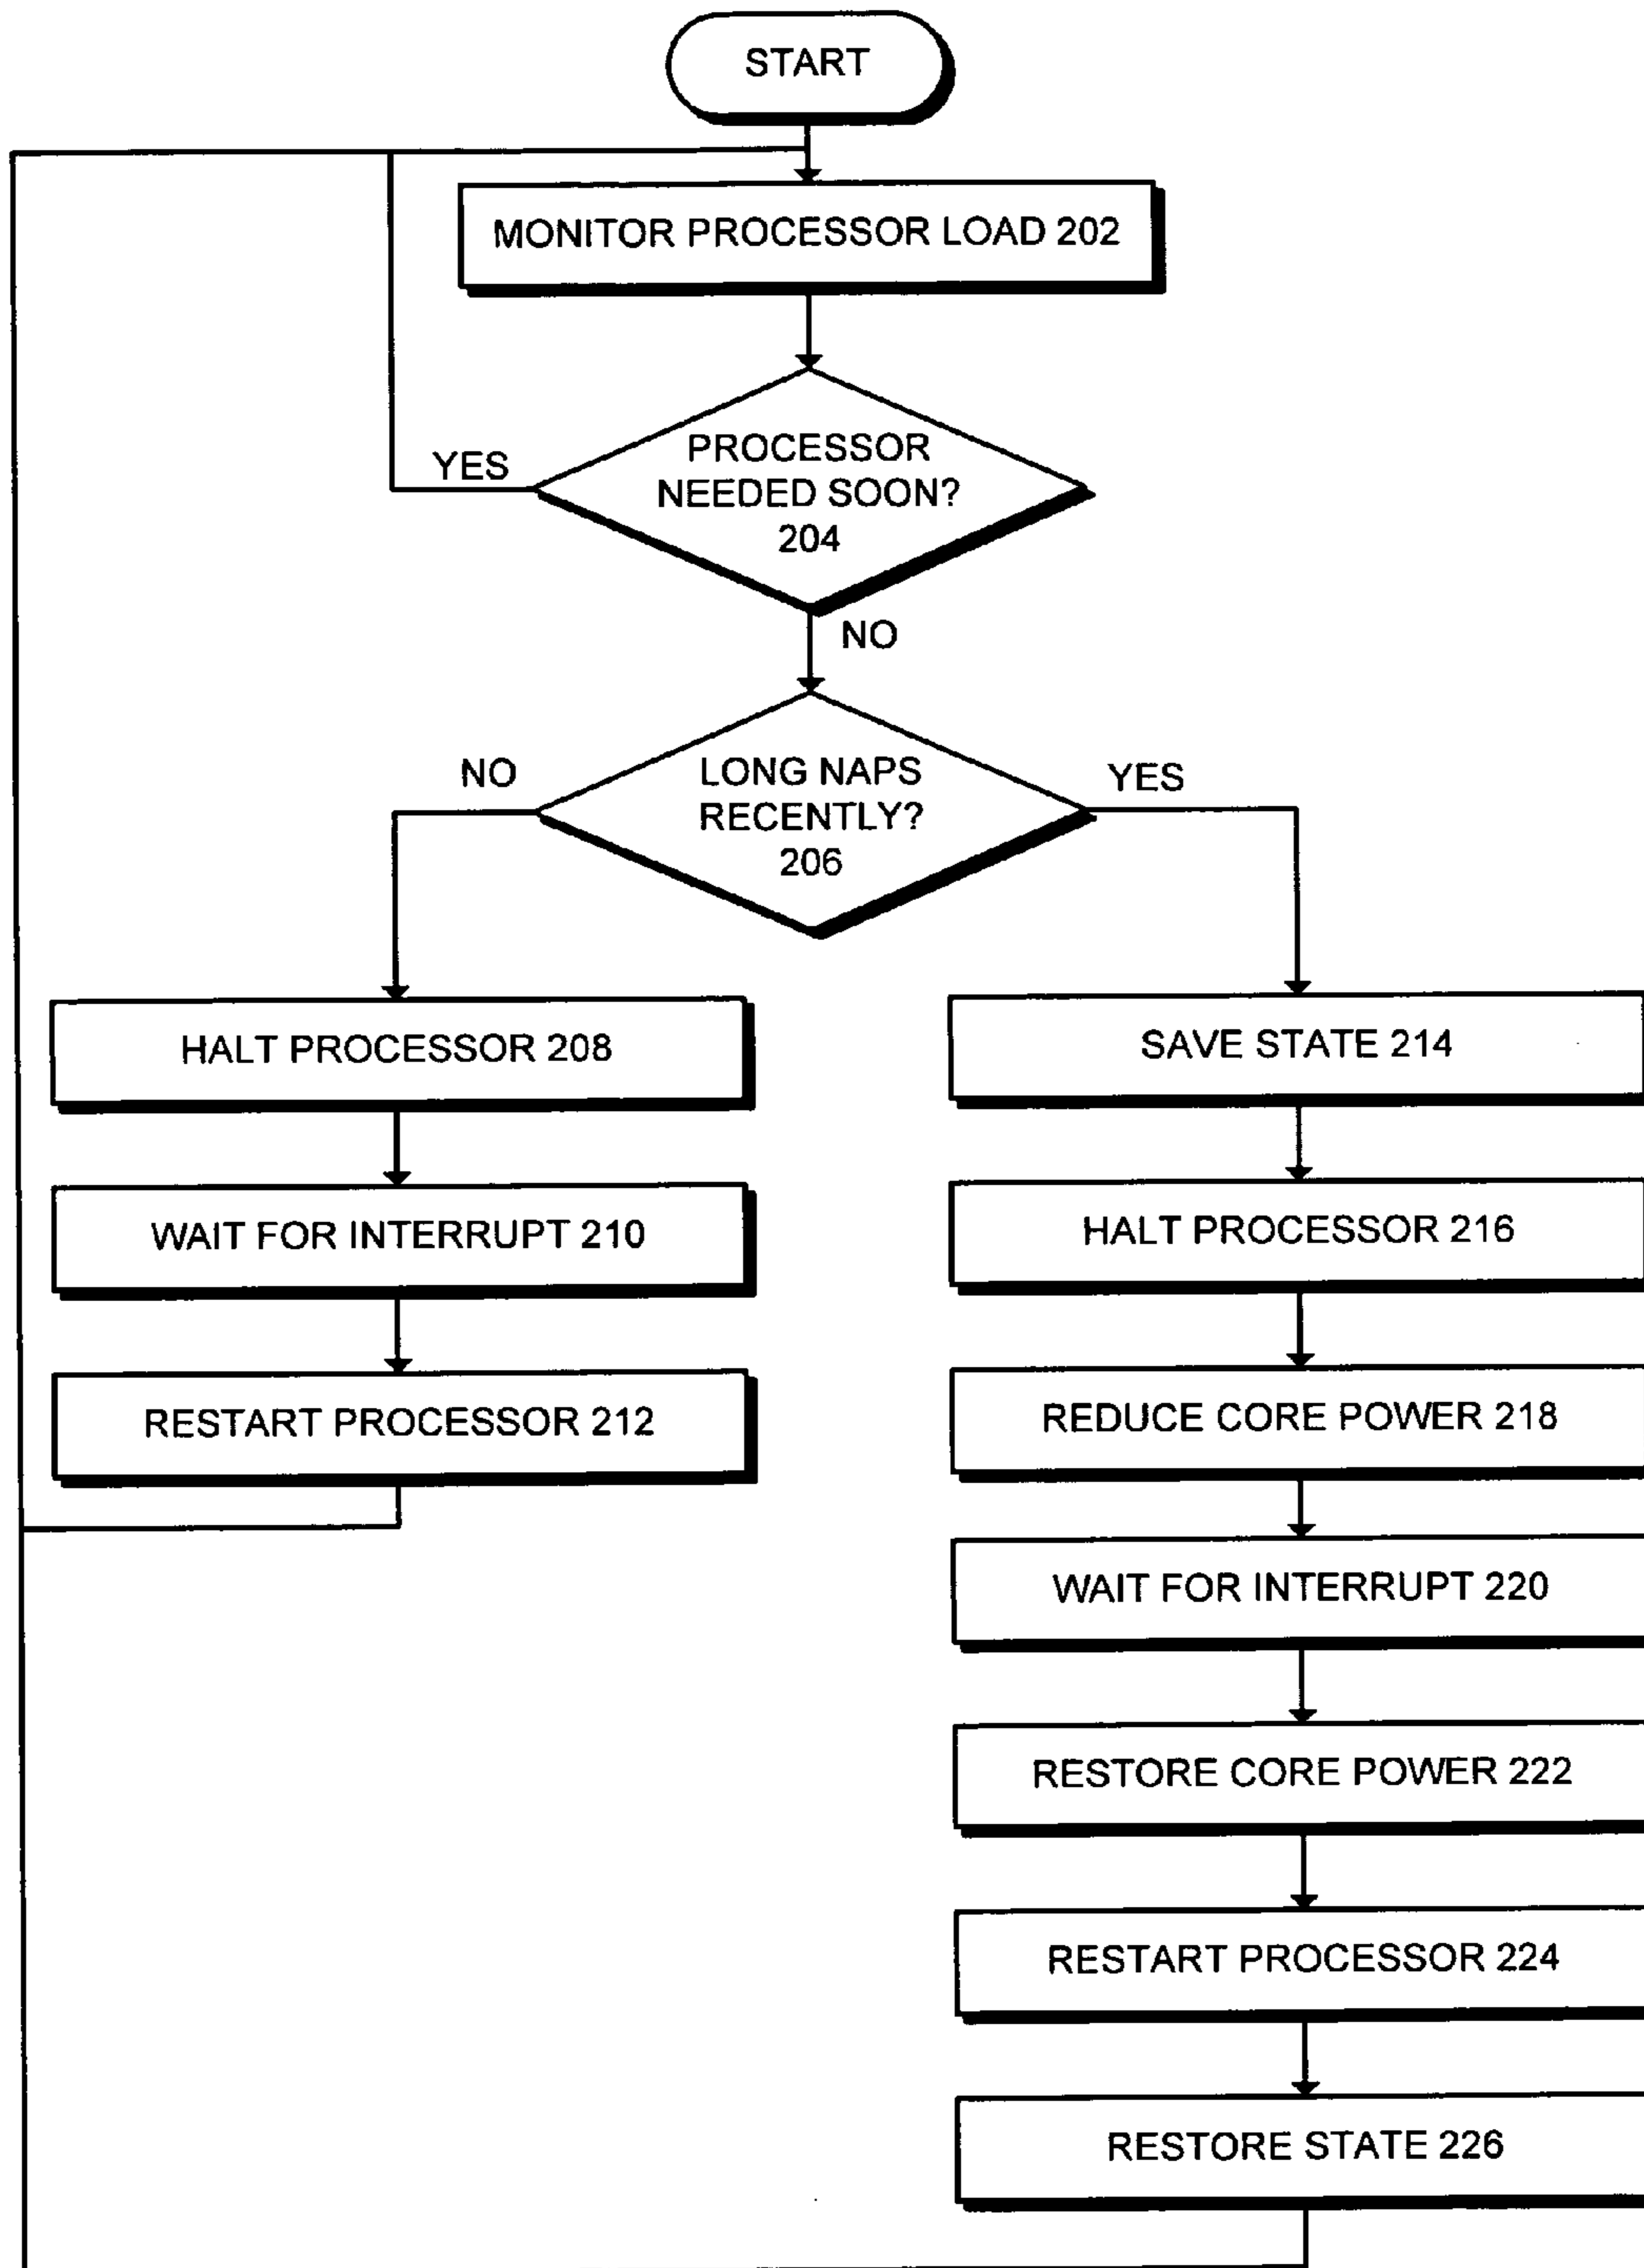 START
MONITOR PROCESSOR LOAD 202
PROCESSOR
NEEDED SOON?
204
YES
NO
LONG NAPS
RECENTLY?
206
NO
YES
HALT PROCESSOR 208
WAIT FOR INTERRUPT 210
RESTART PROCESSOR 212
SAVE STATE 214
HALT PROCESSOR 216
REDUCE CORE POWER 218
WAIT FOR INTERRUPT 220
RESTORE CORE POWER 222
RESTART PROCESSOR 224
RESTORE STATE 226